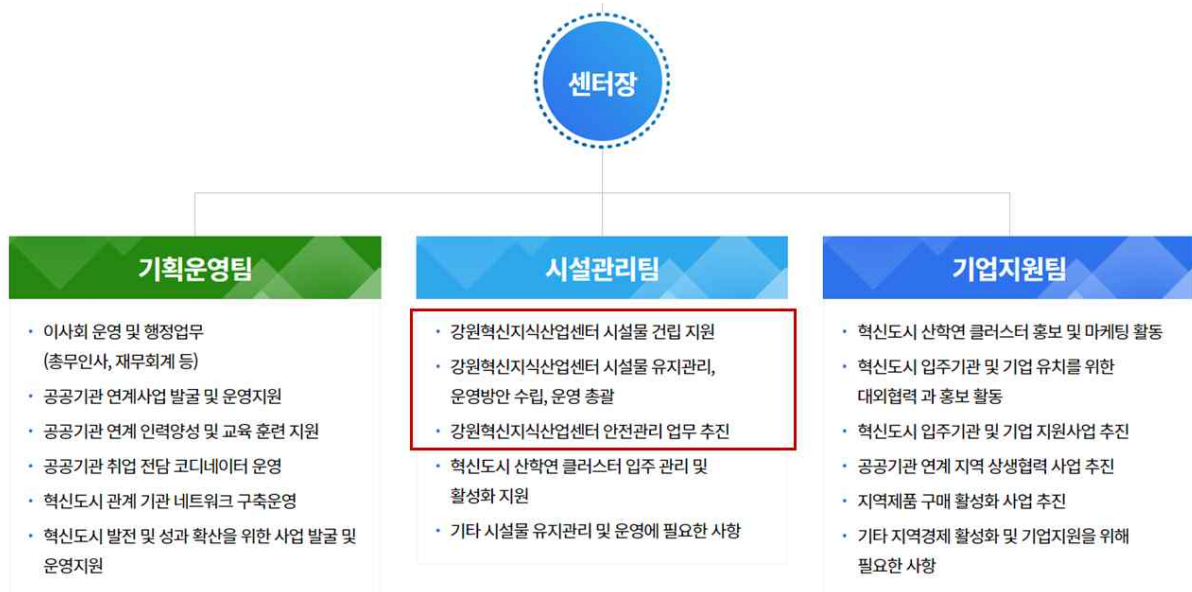 센터장
기획운영팀
· 이사회 운영 및 행정업무
(총무인사, 재무회계 등)
· 공공기관 연계사업 발굴 및 운영지원
· 공공기관 연계 인력양성 및 교육 훈련 지원
· 공공기관 취업 전담 코디네이터 운영
· 혁신도시 관계 기관 네트워크 구축운영
· 혁신도시 발전 및 성과 확산을 위한 사업 발굴 및
운영지원
시설관리팀
· 강원혁신지식산업센터 시설물 건립 지원
· 강원혁신지식산업센터 시설물 유지관리,
운영방안 수립, 운영 총괄
· 강원혁신지식산업센터 안전관리 업무 추진
· 혁신도시 산학연 클러스터 입주 관리 및
활성화 지원
· 기타 시설물 유지관리 및 운영에 필요한 사항
기업지원팀
· 혁신도시 산학연 클러스터 홍보 및 마케팅 활동
· 혁신도시 입주기관 및 기업 유치를 위한
대외협력 과 홍보 활동
· 혁신도시 입주기관 및 기업 지원사업 추진
· 공공기관 연계 지역 상생협력 사업 추진
· 지역제품 구매 활성화 사업 추진
· 기타 지역경제 활성화 및 기업지원을 위해
필요한 사항